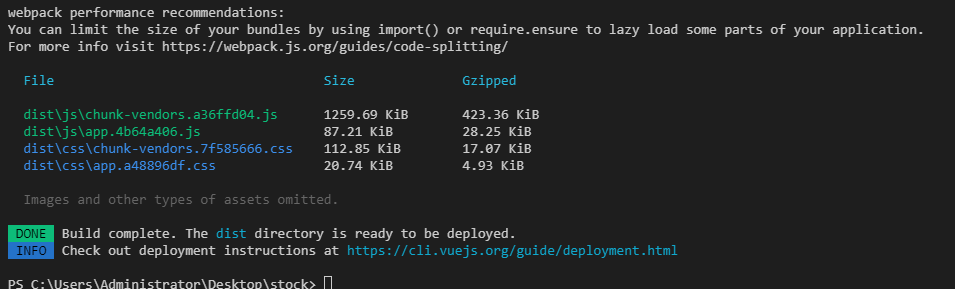 webpack performance recommendations:
You can limit the size of your bundles by using import() or require.ensure to lazy load some parts of your application.
For more info visit https://webpack.js.org/guides/code-splitting/
File Size Gzipped
dist\js\chunk-vendors.a36ffd04.js 1259.69 KiB 423.36 KiB
dist\js\app.4b64a406.js 87.21 KiB 28.25 KiB
dist\css\chunk-vendors.7f585666.css 112.85 KiB 17.07 KiB
dist\css\app.a48896df.css 20.74 KiB 4.93 KiB
Images and other types of assets omitted.
DONE Build complete. The dist directory is ready to be deployed.
INFO Check out deployment instructions at https://cli.vuejs.org/guide/deployment.html
PS C:\Users\Administrator\Desktop\stock>